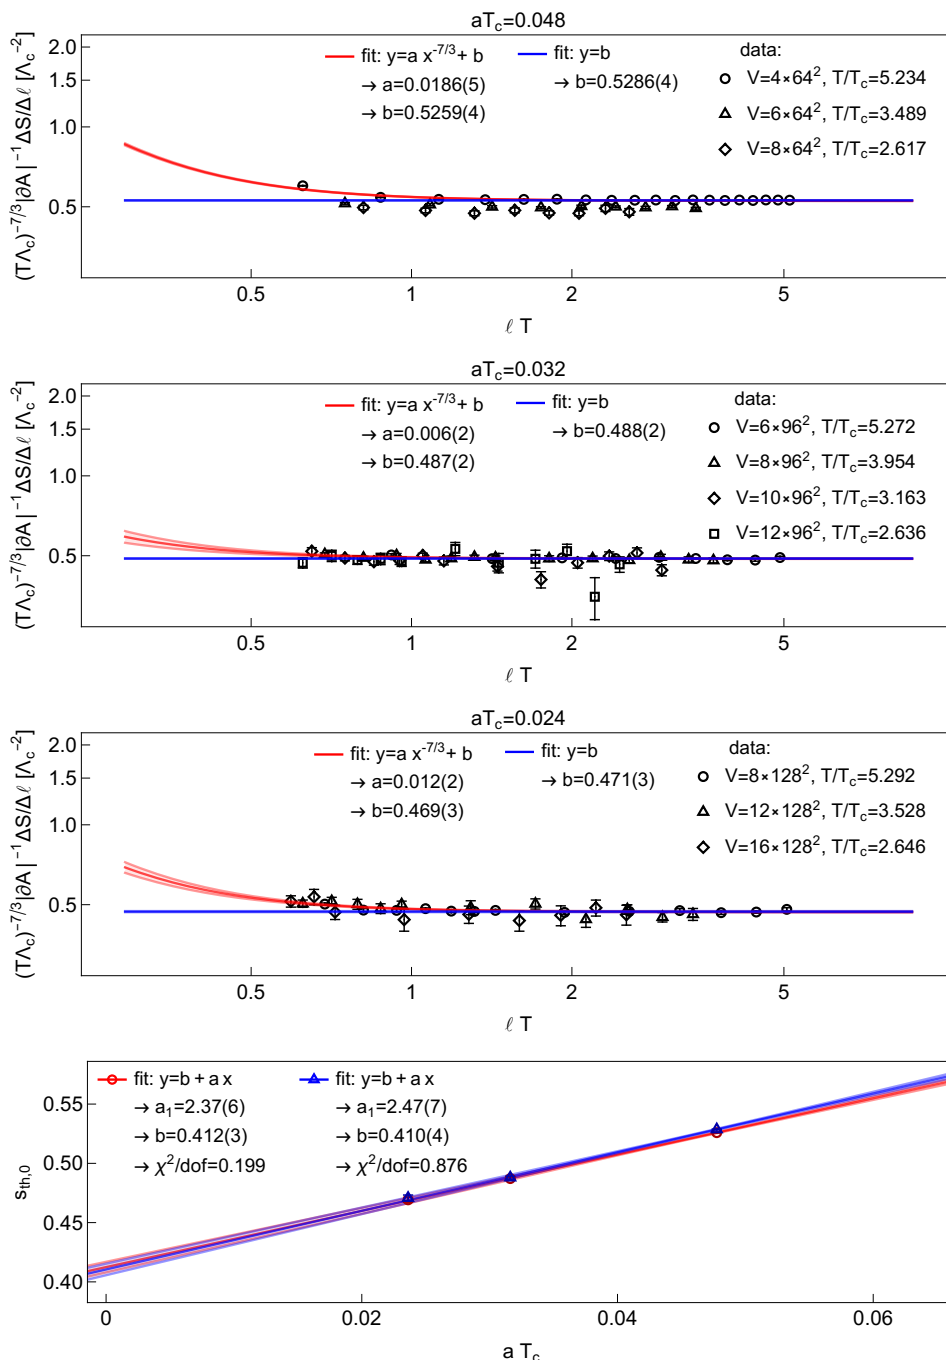 aT_c=0.048
(TΛ_c)^{-7/3}|∂A|^{-1}ΔS/Δℓ [Λ_c^{-2}]
2.0
1.5
1.0
0.5
fit: y=a x^{-7/3}+ b
→ a=0.0186(5)
→ b=0.5259(4)
fit: y=b
→ b=0.5286(4)
data:
V=4×64², T/T_c=5.234
V=6×64², T/T_c=3.489
V=8×64², T/T_c=2.617
0.5 1 2 5
ℓ T
aT_c=0.032
(TΛ_c)^{-7/3}|∂A|^{-1}ΔS/Δℓ [Λ_c^{-2}]
2.0
1.5
1.0
0.5
fit: y=a x^{-7/3}+ b
→ a=0.006(2)
→ b=0.487(2)
fit: y=b
→ b=0.488(2)
data:
V=6×96², T/T_c=5.272
V=8×96², T/T_c=3.954
V=10×96², T/T_c=3.163
V=12×96², T/T_c=2.636
0.5 1 2 5
ℓ T
aT_c=0.024
(TΛ_c)^{-7/3}|∂A|^{-1}ΔS/Δℓ [Λ_c^{-2}]
2.0
1.5
1.0
0.5
fit: y=a x^{-7/3}+ b
→ a=0.012(2)
→ b=0.469(3)
fit: y=b
→ b=0.471(3)
data:
V=8×128², T/T_c=5.292
V=12×128², T/T_c=3.528
V=16×128², T/T_c=2.646
0.5 1 2 5
ℓ T
s_{th,0}
0.55
0.50
0.45
0.40
fit: y=b + a x
→ a₁=2.37(6)
→ b=0.412(3)
→ χ²/dof=0.199
fit: y=b + a x
→ a₁=2.47(7)
→ b=0.410(4)
→ χ²/dof=0.876
0 0.02 0.04 0.06
a T_c